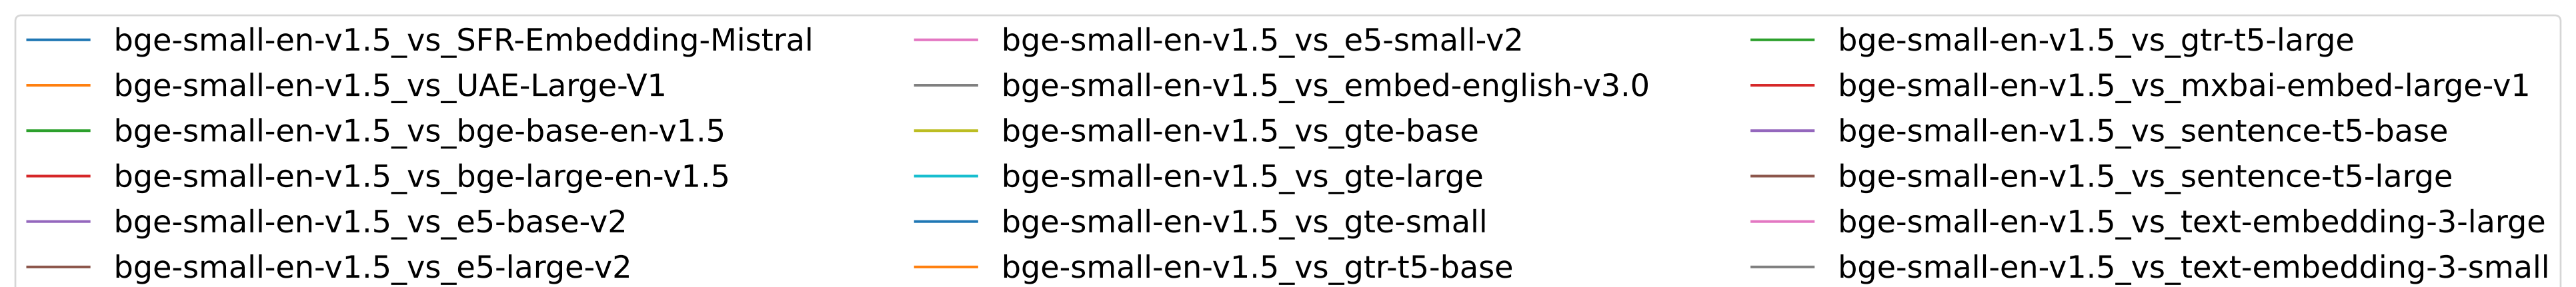 bge-small-en-v1.5_vs_SFR-Embedding-Mistral
bge-small-en-v1.5_vs_UAE-Large-V1
bge-small-en-v1.5_vs_bge-base-en-v1.5
bge-small-en-v1.5_vs_bge-large-en-v1.5
bge-small-en-v1.5_vs_e5-base-v2
bge-small-en-v1.5_vs_e5-large-v2
bge-small-en-v1.5_vs_e5-small-v2
bge-small-en-v1.5_vs_embed-english-v3.0
bge-small-en-v1.5_vs_gte-base
bge-small-en-v1.5_vs_gte-large
bge-small-en-v1.5_vs_gte-small
bge-small-en-v1.5_vs_gtr-t5-base
bge-small-en-v1.5_vs_gtr-t5-large
bge-small-en-v1.5_vs_mxbai-embed-large-v1
bge-small-en-v1.5_vs_sentence-t5-base
bge-small-en-v1.5_vs_sentence-t5-large
bge-small-en-v1.5_vs_text-embedding-3-large
bge-small-en-v1.5_vs_text-embedding-3-small